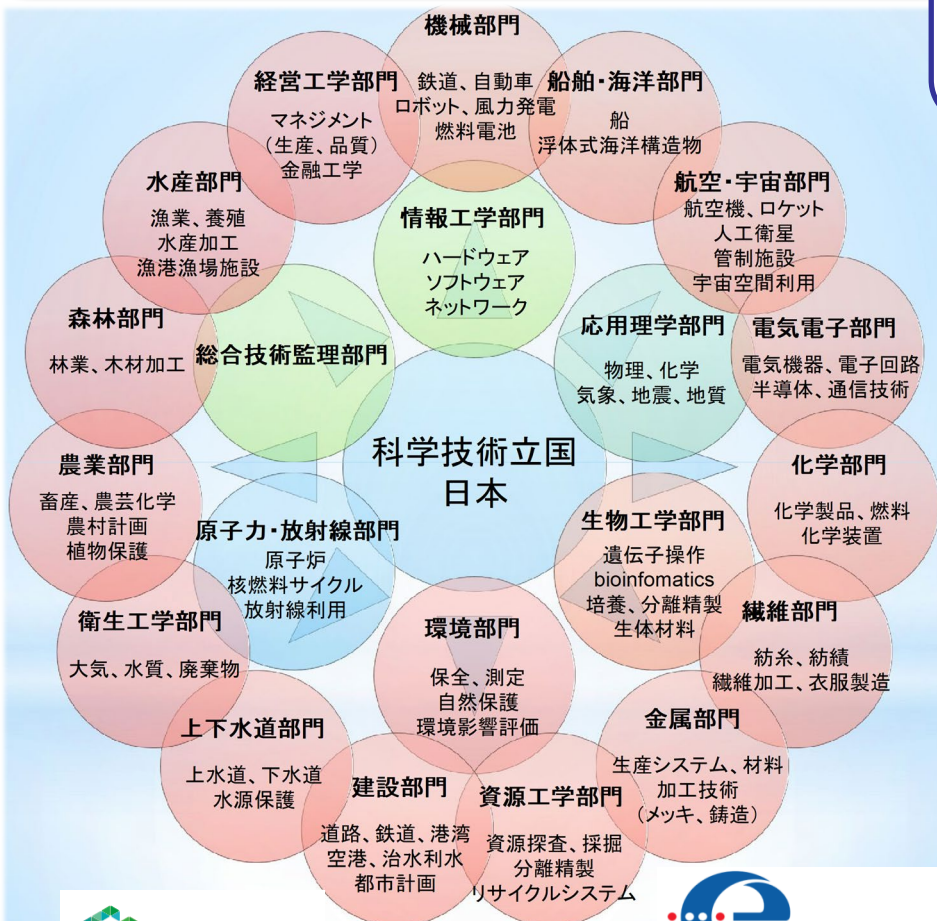 機械部門
鉄道、自動車
ロボット、風力発電
燃料電池
船舶・海洋部門
船
浮体式海洋構造物
航空・宇宙部門
航空機、ロケット
人工衛星
管制施設
宇宙空間利用
電気電子部門
電気機器、電子回路
半導体、通信技術
化学部門
化学製品、燃料
化学装置
繊維部門
紡糸、紡績
繊維加工、衣服製造
金属部門
生産システム、材料
加工技術
(メッキ、鋳造)
資源工学部門
資源探査、採掘
分離精製
リサイクルシステム
建設部門
道路、鉄道、港湾
空港、治水利水
都市計画
上下水道部門
上水道、下水道
水源保護
衛生工学部門
大気、水質、廃棄物
農業部門
畜産、農芸化学
農村計画
植物保護
森林部門
林業、木材加工
水産部門
漁業、養殖
水産加工
漁港漁場施設
経営工学部門
マネジメント
(生産、品質)
金融工学
情報工学部門
ハードウェア
ソフトウェア
ネットワーク
応用理学部門
物理、化学
気象、地震、地質
生物工学部門
遺伝子操作
bioinfomatics
培養、分離精製
生体材料
環境部門
保全、測定
自然保護
環境影響評価
原子力・放射線部門
原子炉
核燃料サイクル
放射線利用
総合技術監理部門
科学技術立国
日本